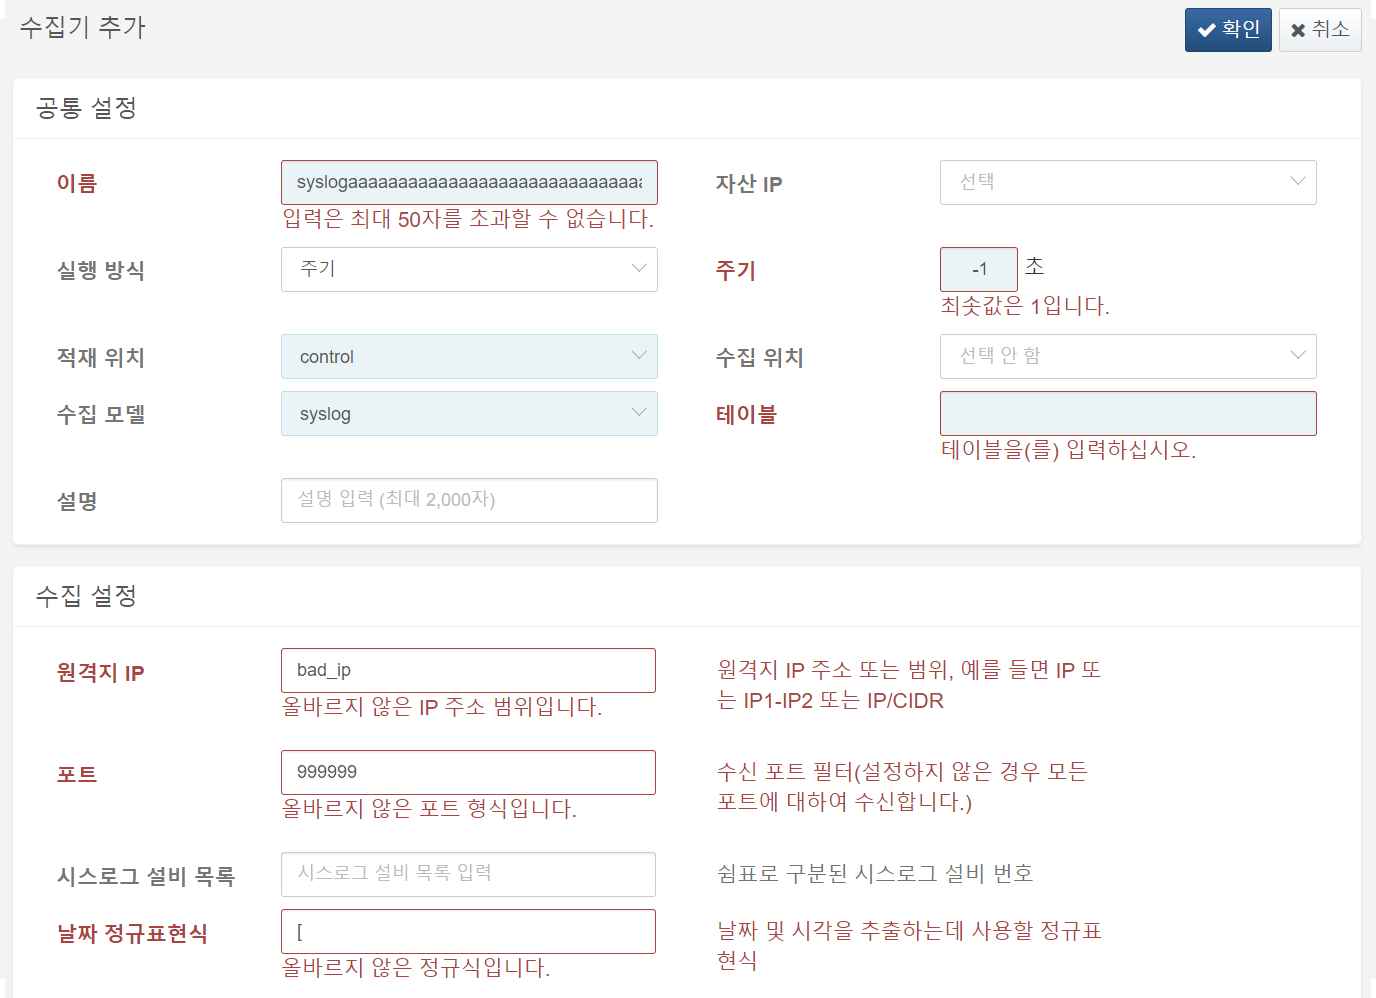 수집기 추가
확인
취소
공통 설정
이름
syslogaaaaaaaaaaaaaaaaaaaaaaaaaaaaaa
입력은 최대 50자를 초과할 수 없습니다.
자산 IP
선택
실행 방식
주기
주기
-1
초
최솟값은 1입니다.
적재 위치
control
수집 위치
선택 안 함
수집 모델
syslog
테이블
테이블을(를) 입력하십시오.
설명
설명 입력 (최대 2,000자)
수집 설정
원격지 IP
bad_ip
올바르지 않은 IP 주소 범위입니다.
원격지 IP 주소 또는 범위, 예를 들면 IP 또
는 IP1-IP2 또는 IP/CIDR
포트
999999
올바르지 않은 포트 형식입니다.
수신 포트 필터(설정하지 않은 경우 모든
포트에 대하여 수신합니다.)
시스로그 설비 목록
시스로그 설비 목록 입력
쉼표로 구분된 시스로그 설비 번호
날짜 정규표현식
[
올바르지 않은 정규식입니다.
날짜 및 시각을 추출하는데 사용할 정규표
현식